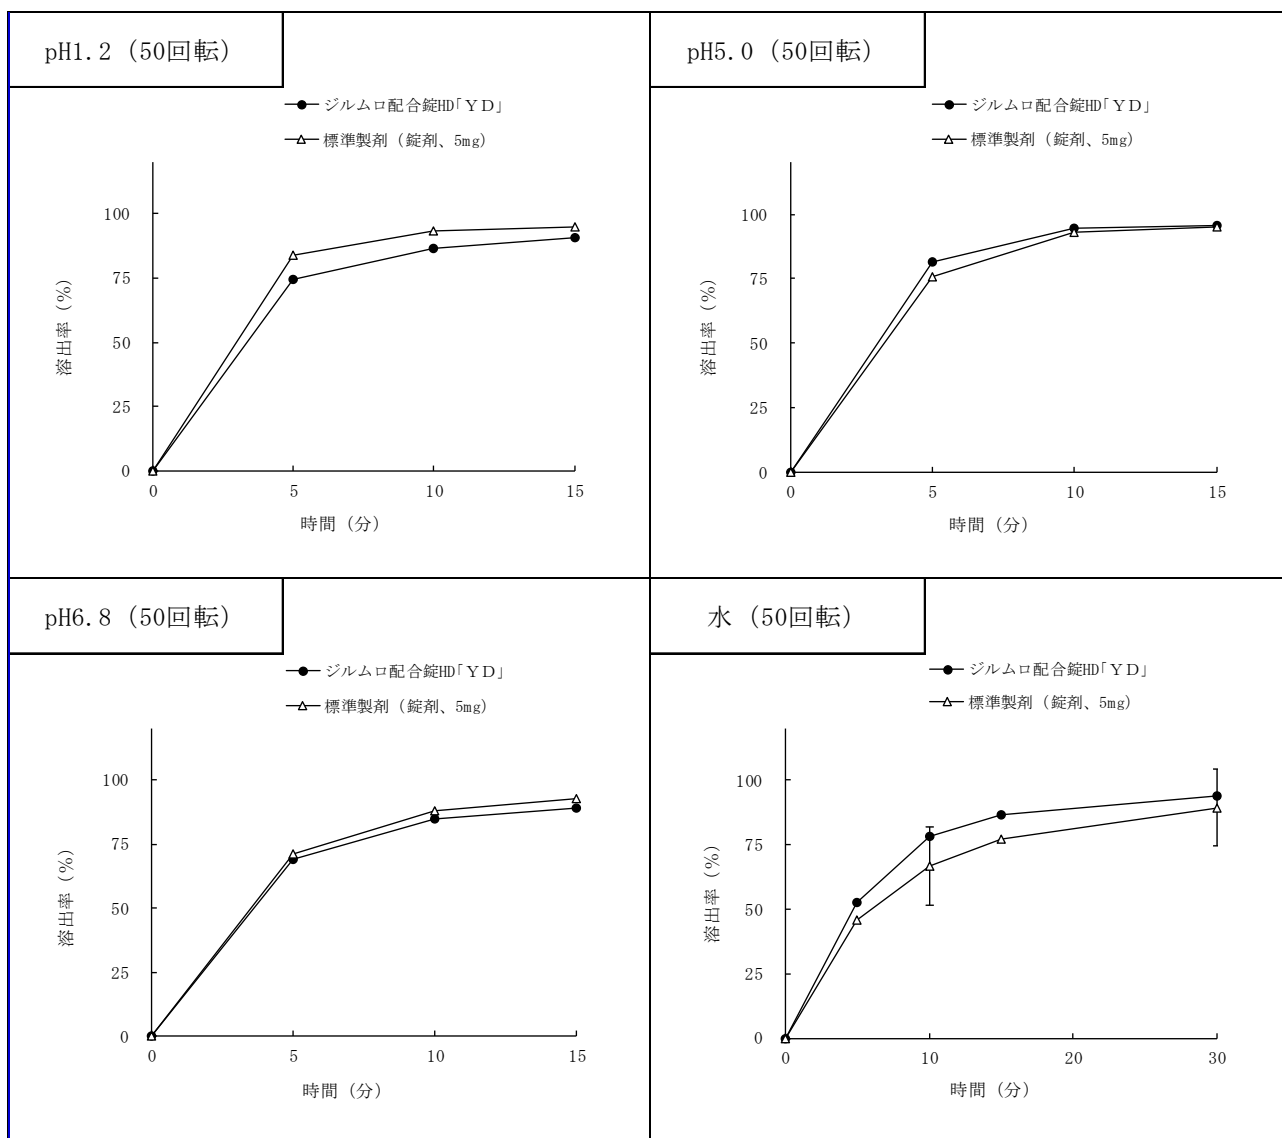 pH1.2（50回転）
ジルムロ配合錠HD「ＹＤ」
標準製剤（錠剤、5mg）
100
75
50
25
0
溶出率（%）
0 5 10 15
時間（分）
pH5.0（50回転）
ジルムロ配合錠HD「ＹＤ」
標準製剤（錠剤、5mg）
100
75
50
25
0
溶出率（%）
0 5 10 15
時間（分）
pH6.8（50回転）
ジルムロ配合錠HD「ＹＤ」
標準製剤（錠剤、5mg）
100
75
50
25
0
溶出率（%）
0 5 10 15
時間（分）
水（50回転）
ジルムロ配合錠HD「ＹＤ」
標準製剤（錠剤、5mg）
100
75
50
25
0
溶出率（%）
0 10 20 30
時間（分）